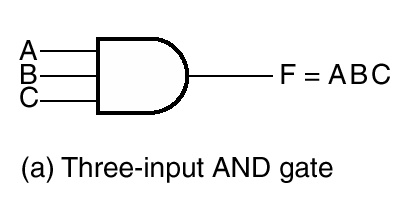 A
B
C
F = ABC
(a) Three-input AND gate